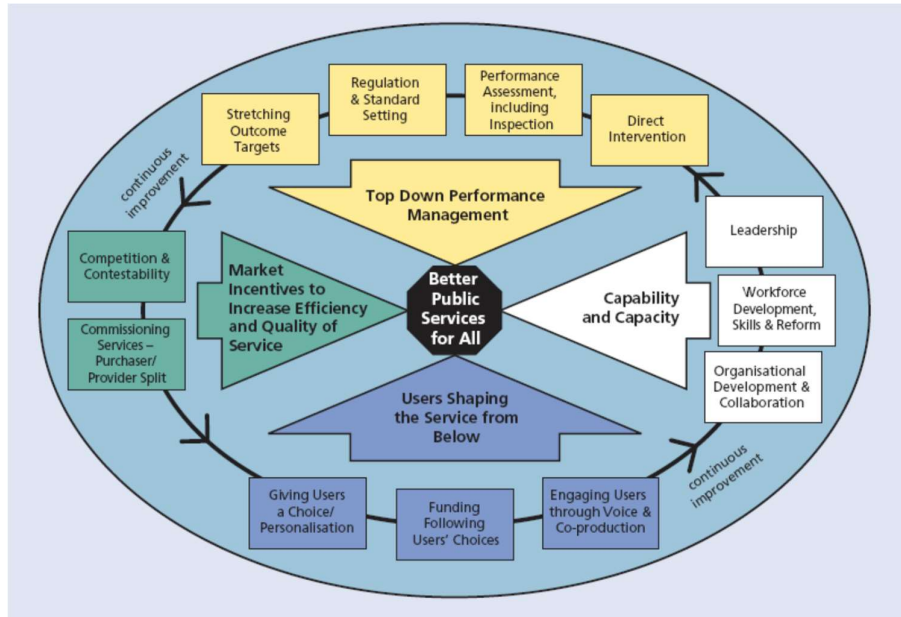 Performance
Assessment,
including
Inspection
Regulation
& Standard
Setting
Stretching
Outcome
Targets
Direct
Intervention
continuous
improvement
Top Down Performance
Management
Leadership
Competition &
Contestability
Market
Incentives to
Increase Efficiency
and Quality of
Service
Better
Public
Services
for All
Capability
and Capacity
Workforce
Development,
Skills & Reform
Commissioning
Services –
Purchaser/
Provider Split
Organisational
Development &
Collaboration
Users Shaping
the Service from
Below
continuous
improvement
Giving Users
a Choice/
Personalisation
Funding
Following
Users' Choices
Engaging Users
through Voice &
Co-production